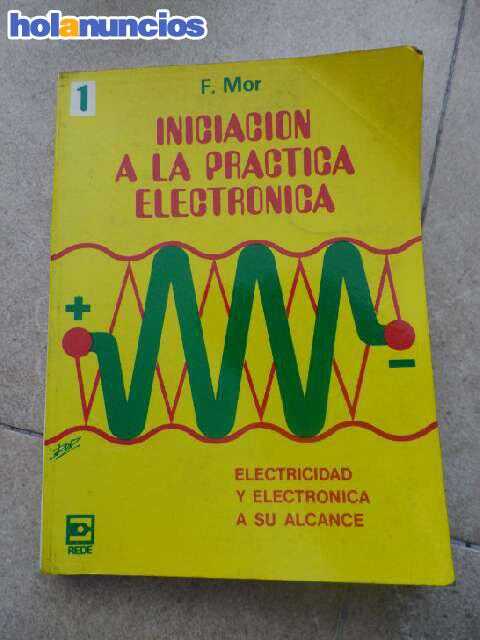 holanuncios
1
F. Mor
INICIACION
A LA PRACTICA
ELECTRONICA
+
-
ELECTRICIDAD
Y ELECTRONICA
A SU ALCANCE
REDE